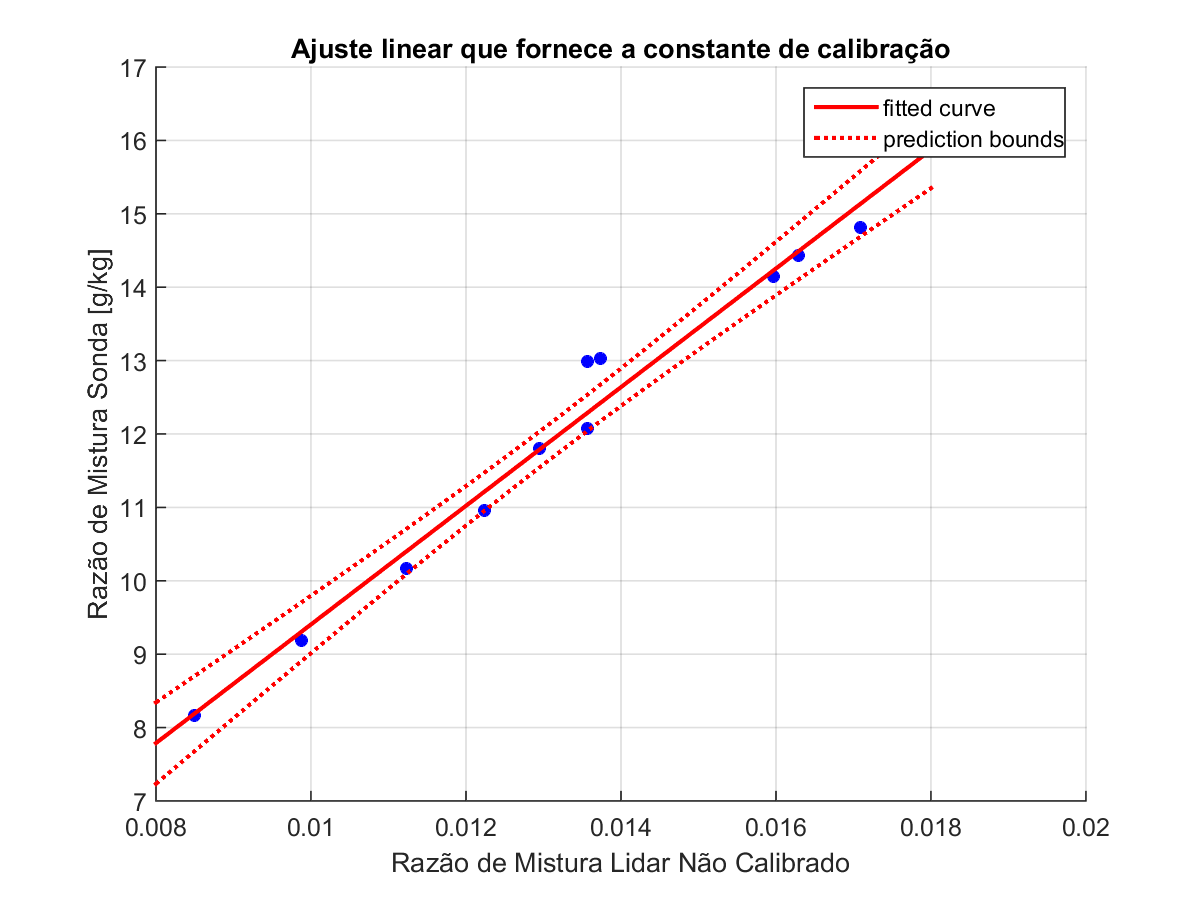 Ajuste linear que fornece a constante de calibração
fitted curve
prediction bounds
17
16
15
14
13
12
11
10
9
8
7
Razão de Mistura Sonda [g/kg]
0.008 0.01 0.012 0.014 0.016 0.018 0.02
Razão de Mistura Lidar Não Calibrado